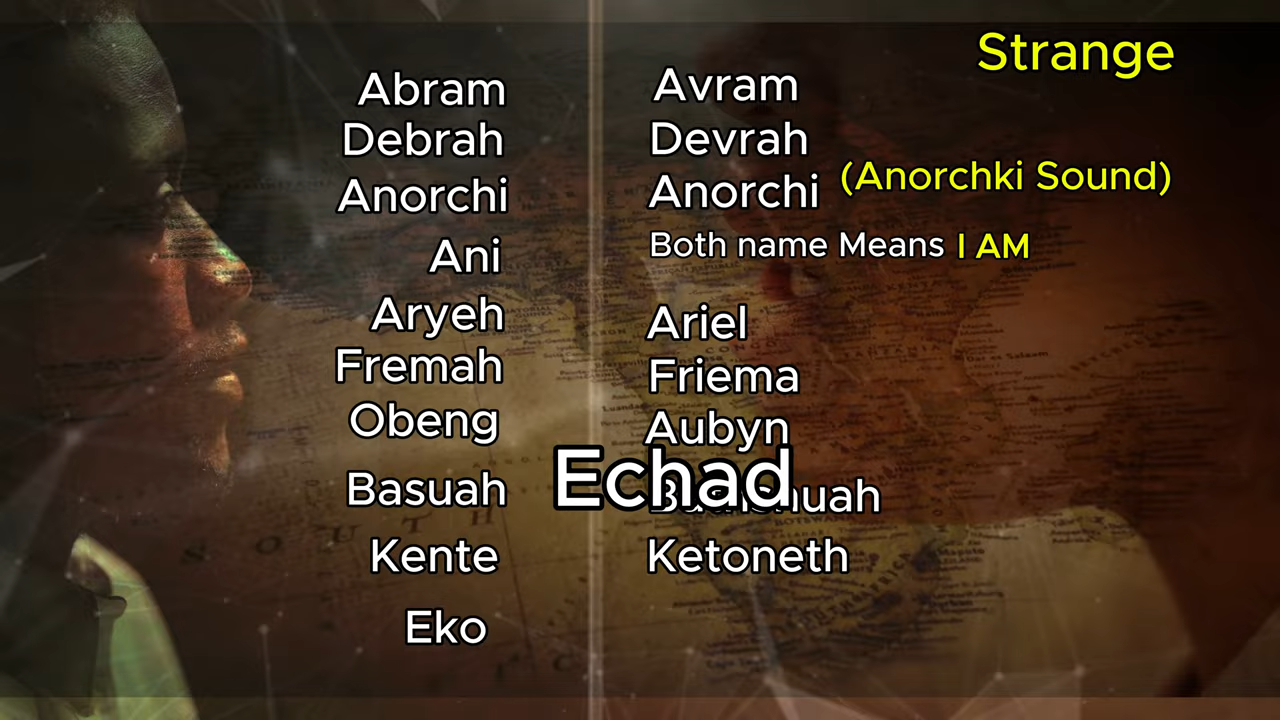 Strange
Abram Avram
Debrah Devrah
Anorchi Anorchi (Anorchki Sound)
Ani Both name Means I AM
Aryeh Ariel
Fremah Friema
Obeng Aubyn
Echad
Basuah
Kente Ketoneth
Eko